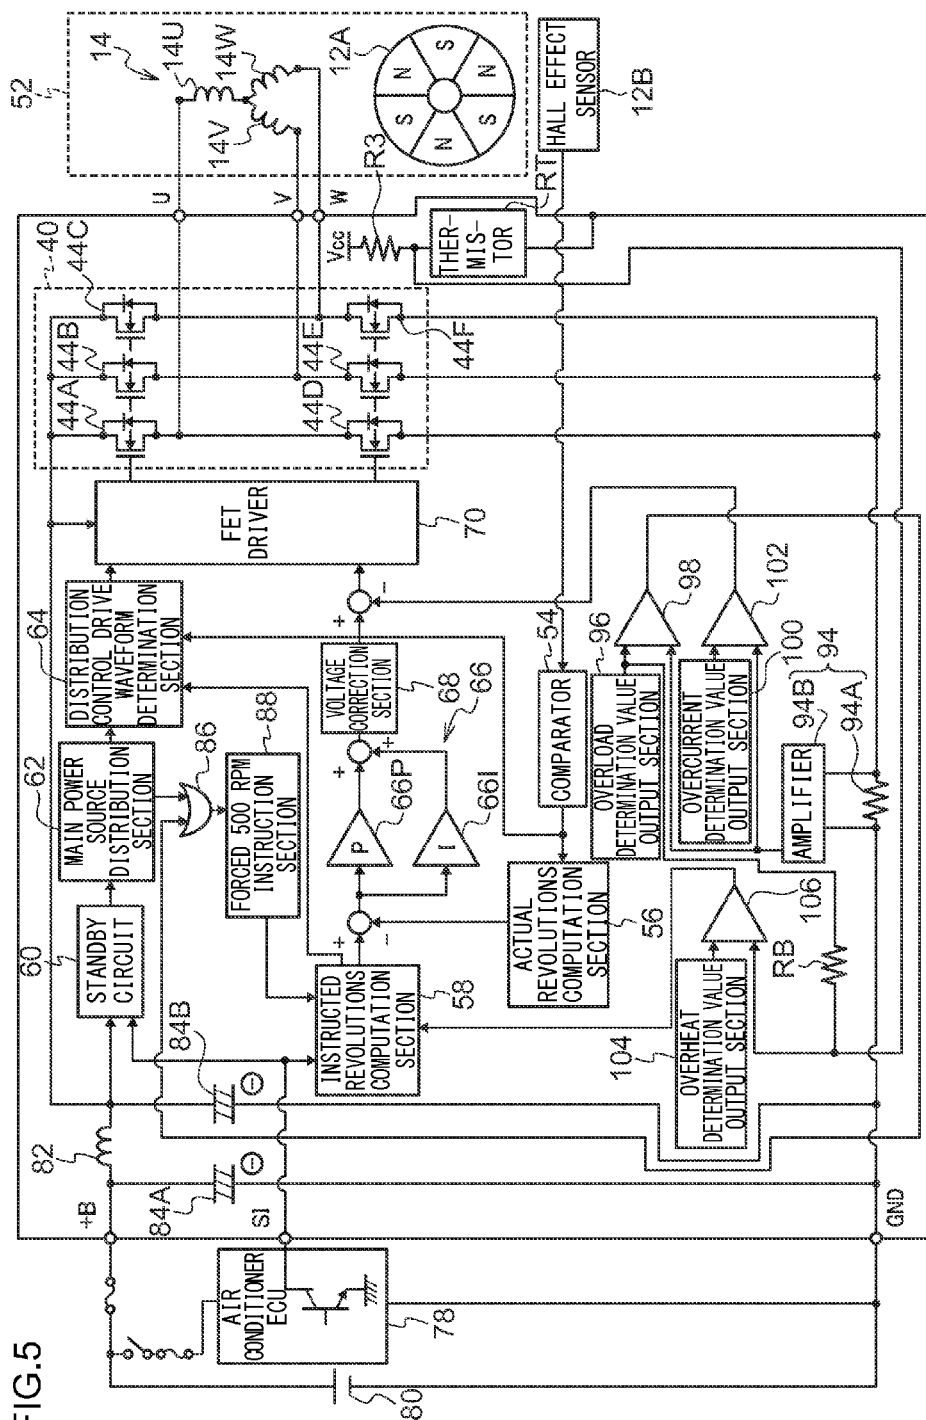 FIG.5
52
14
14U
14W
14V
12A
S
N
S
N
S
N
HALL EFFECT
SENSOR
12B
U
V
W
R3
Vcc
THER-
MIS-
TOR
RT
40
44C
44B
44A
44F
44E
44D
FET
DRIVER
70
64
DISTRIBUTION
CONTROL DRIVE
WAVEFORM
DETERMINATION
SECTION
62
MAIN POWER
SOURCE
DISTRIBUTION
SECTION
60
STANDBY
CIRCUIT
86
88
FORCED 500 RPM
INSTRUCTION
SECTION
VOLTAGE
CORRECTION
SECTION
68
66
P
66P
I
66I
+
-
+
+
+
-
INSTRUCTED
REVOLUTIONS
COMPUTATION
SECTION
58
ACTUAL
REVOLUTIONS
COMPUTATION
SECTION
56
COMPARATOR
54
96
OVERLOAD
DETERMINATION VALUE
OUTPUT SECTION
98
OVERCURRENT
DETERMINATION VALUE
OUTPUT SECTION
100
102
94
94B
94A
AMPLIFIER
104
OVERHEAT
DETERMINATION VALUE
OUTPUT SECTION
106
RB
82
84B
84A
+B
SI
GND
AIR
CONDITIONER
ECU
78
80